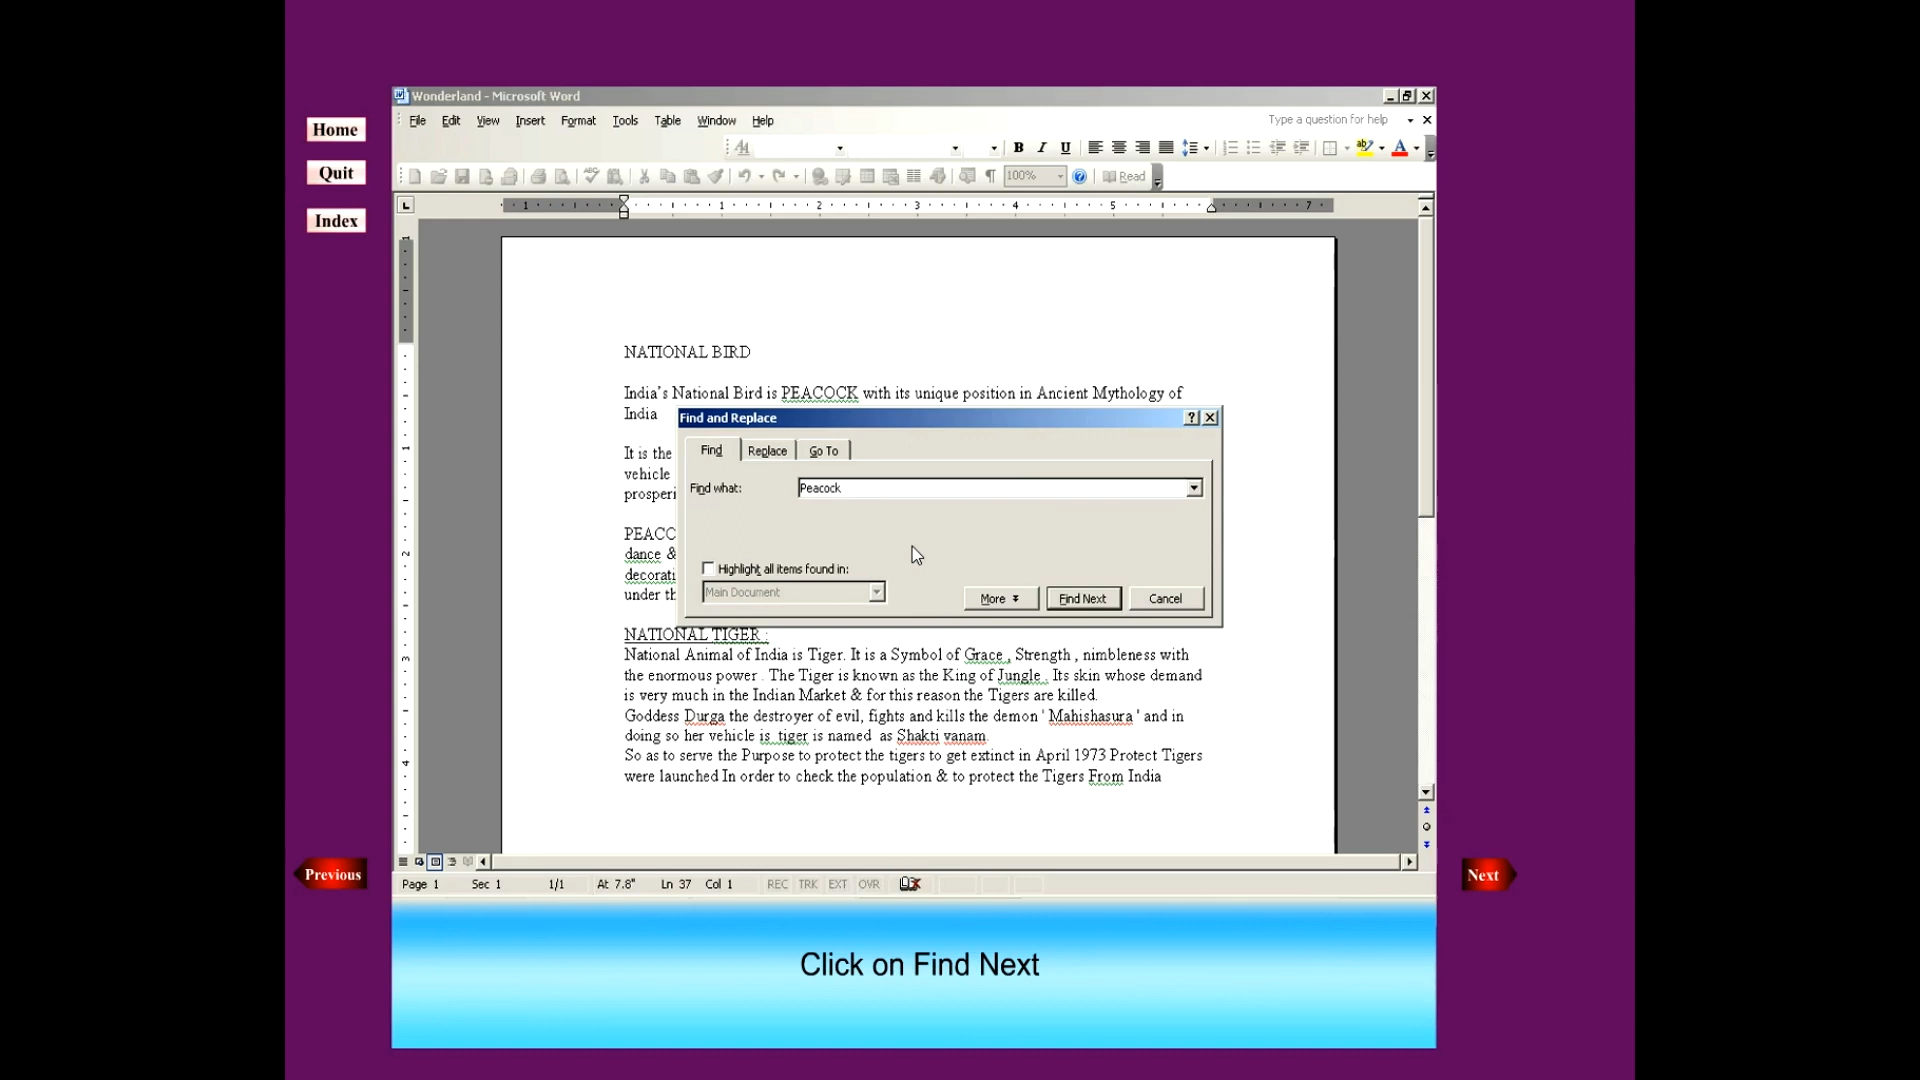 Wonderland - Microsoft Word
Home
File Edit View Insert Format Tools Table Window Help
Type a question for help
B I U
Quit
100%
Read
Index
1 1 2 3 4 5 7
NATIONAL BIRD
India's National Bird is PEACOCK with its unique position in Ancient Mythology of
India
Find and Replace
It is the
Find Replace Go To
vehicle
Find what: Peacock
prosperi
PEACO
dance &
Highlight all items found in:
decorati
Main Document
under th
More Find Next Cancel
NATIONAL TIGER :
National Animal of India is Tiger. It is a Symbol of Grace , Strength , nimbleness with
the enormous power . The Tiger is known as the King of Jungle . Its skin whose demand
is very much in the Indian Market & for this reason the Tigers are killed.
Goddess Durga the destroyer of evil, fights and kills the demon ' Mahishasura ' and in
doing so her vehicle is tiger is named as Shakti vanam.
So as to serve the Purpose to protect the tigers to get extinct in April 1973 Protect Tigers
were launched In order to check the population & to protect the Tigers From India
Previous
Next
Page 1 Sec 1 1/1 At 7.8" Ln 37 Col 1 REC TRK EXT OVR
Click on Find Next